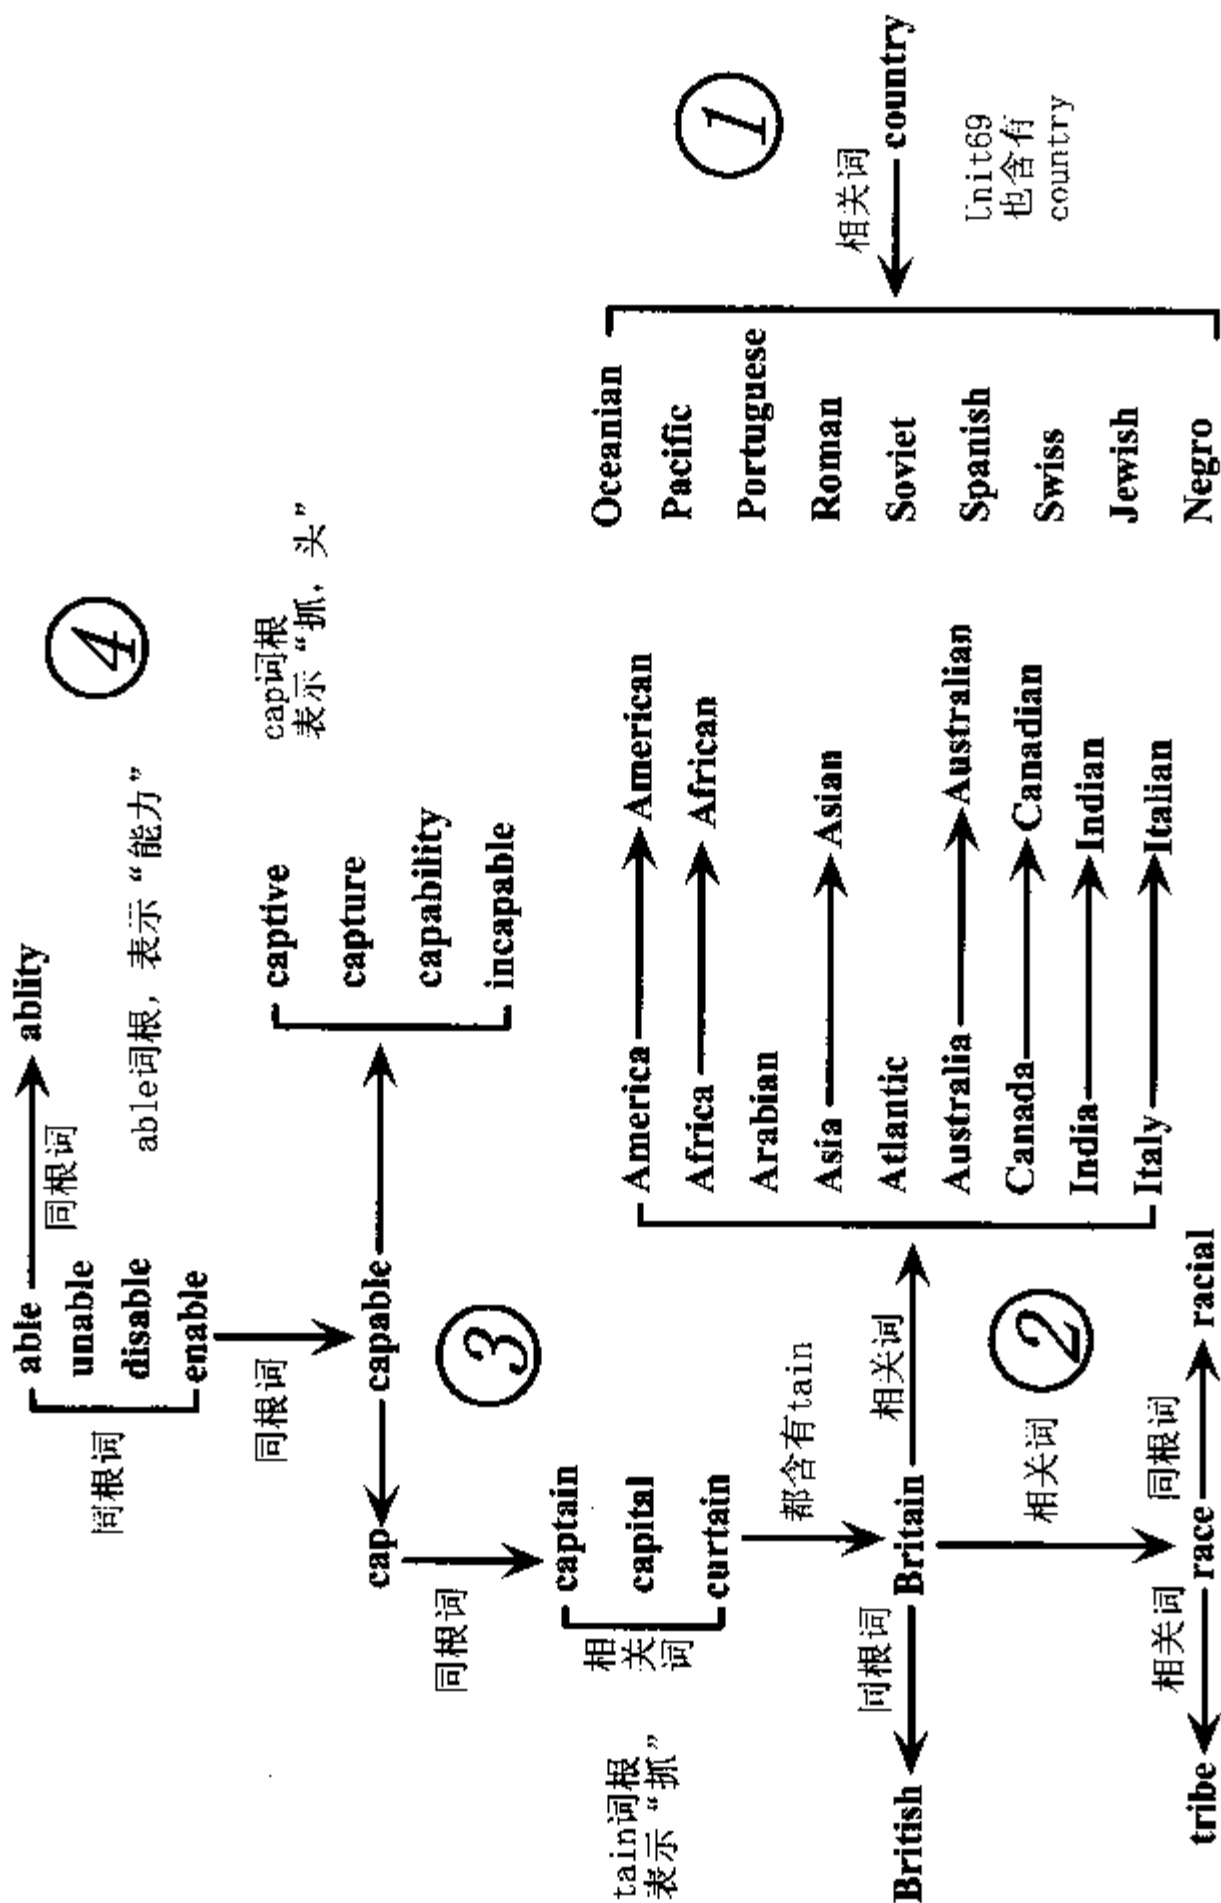 able
ablity
同根词
unable
disable
enable
同根词
able词根，表示“能力”
④
同根词
cap
capable
captive
capture
capability
incapable
cap词根
表示“抓，头”
③
同根词
captain
capital
curtain
相关词
tain词根
表示“抓”
都含有tain
British
同根词
Britain
相关词
America
American
Africa
African
Arabian
Asia
Asian
Atlantic
Australia
Australian
Canada
Canadian
India
Indian
Italy
Italian
Oceanian
Pacific
Portuguese
Roman
Soviet
Spanish
Swiss
Jewish
Negro
相关词
country
①
Unit69
也含有
country
相关词
②
tribe
相关词
race
同根词
racial